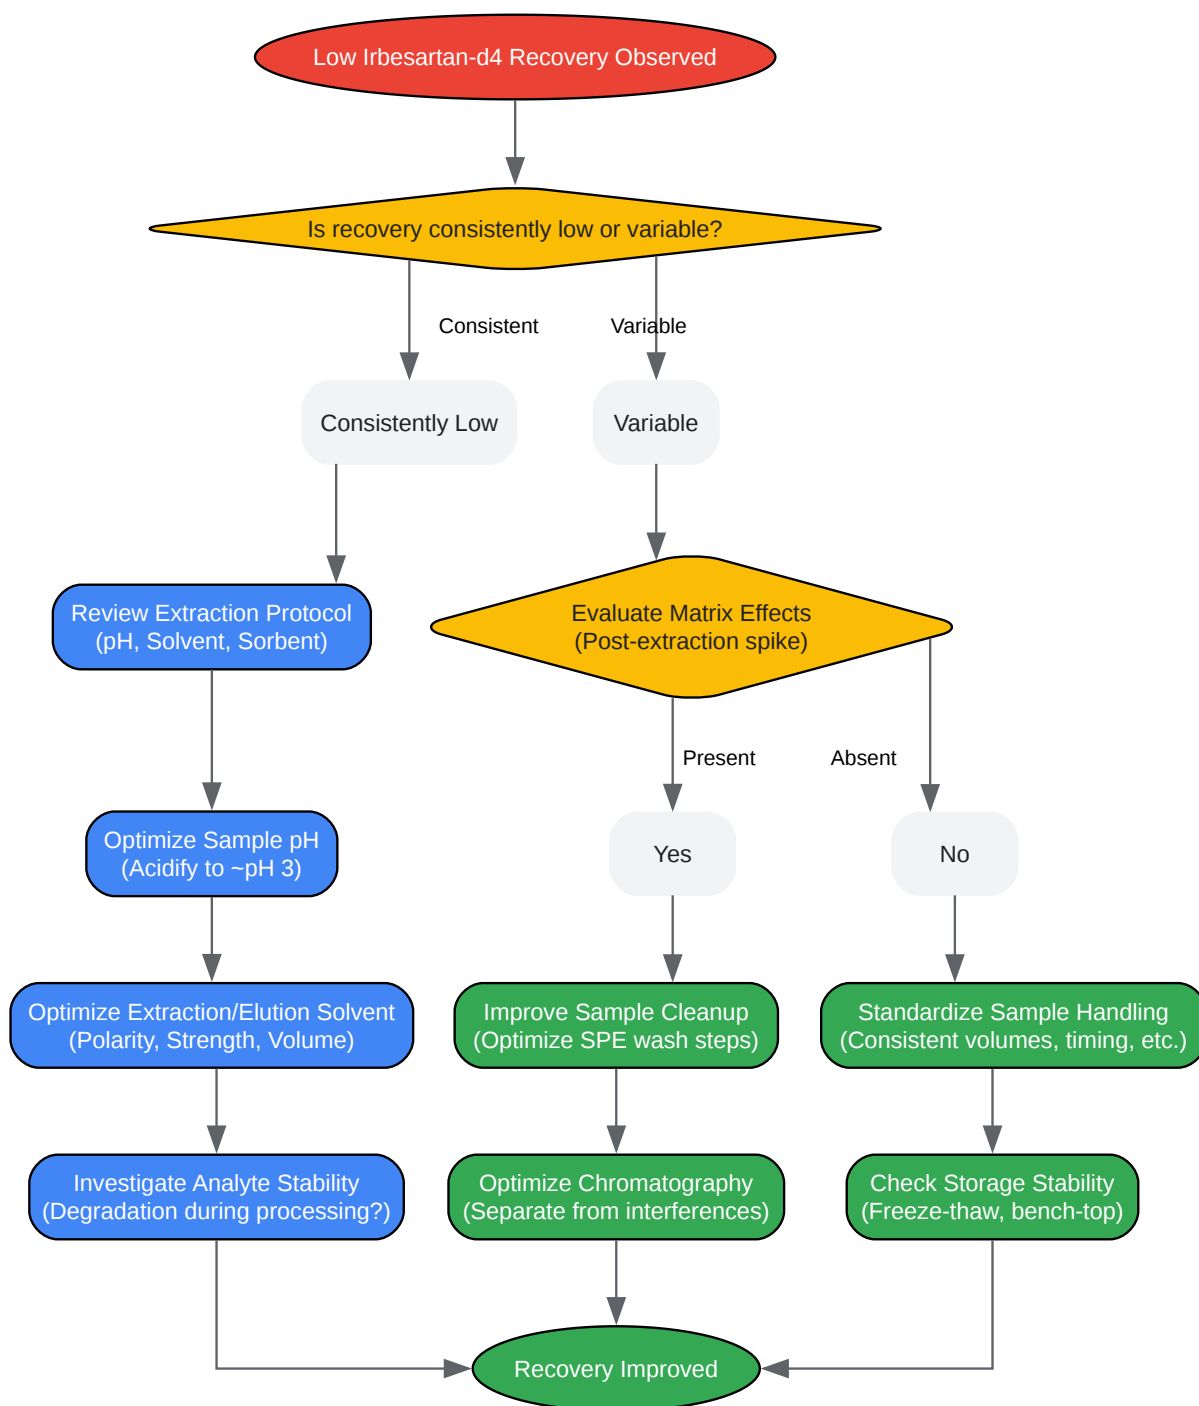 Low Irbesartan-d4 Recovery Observed
Is recovery consistently low or variable?
Consistent
Variable
Consistently Low
Variable
Review Extraction Protocol
(pH, Solvent, Sorbent)
Evaluate Matrix Effects
(Post-extraction spike)
Present
Absent
Optimize Sample pH
(Acidify to ~pH 3)
Yes
No
Optimize Extraction/Elution Solvent
(Polarity, Strength, Volume)
Improve Sample Cleanup
(Optimize SPE wash steps)
Standardize Sample Handling
(Consistent volumes, timing, etc.)
Investigate Analyte Stability
(Degradation during processing?)
Optimize Chromatography
(Separate from interferences)
Check Storage Stability
(Freeze-thaw, bench-top)
Recovery Improved